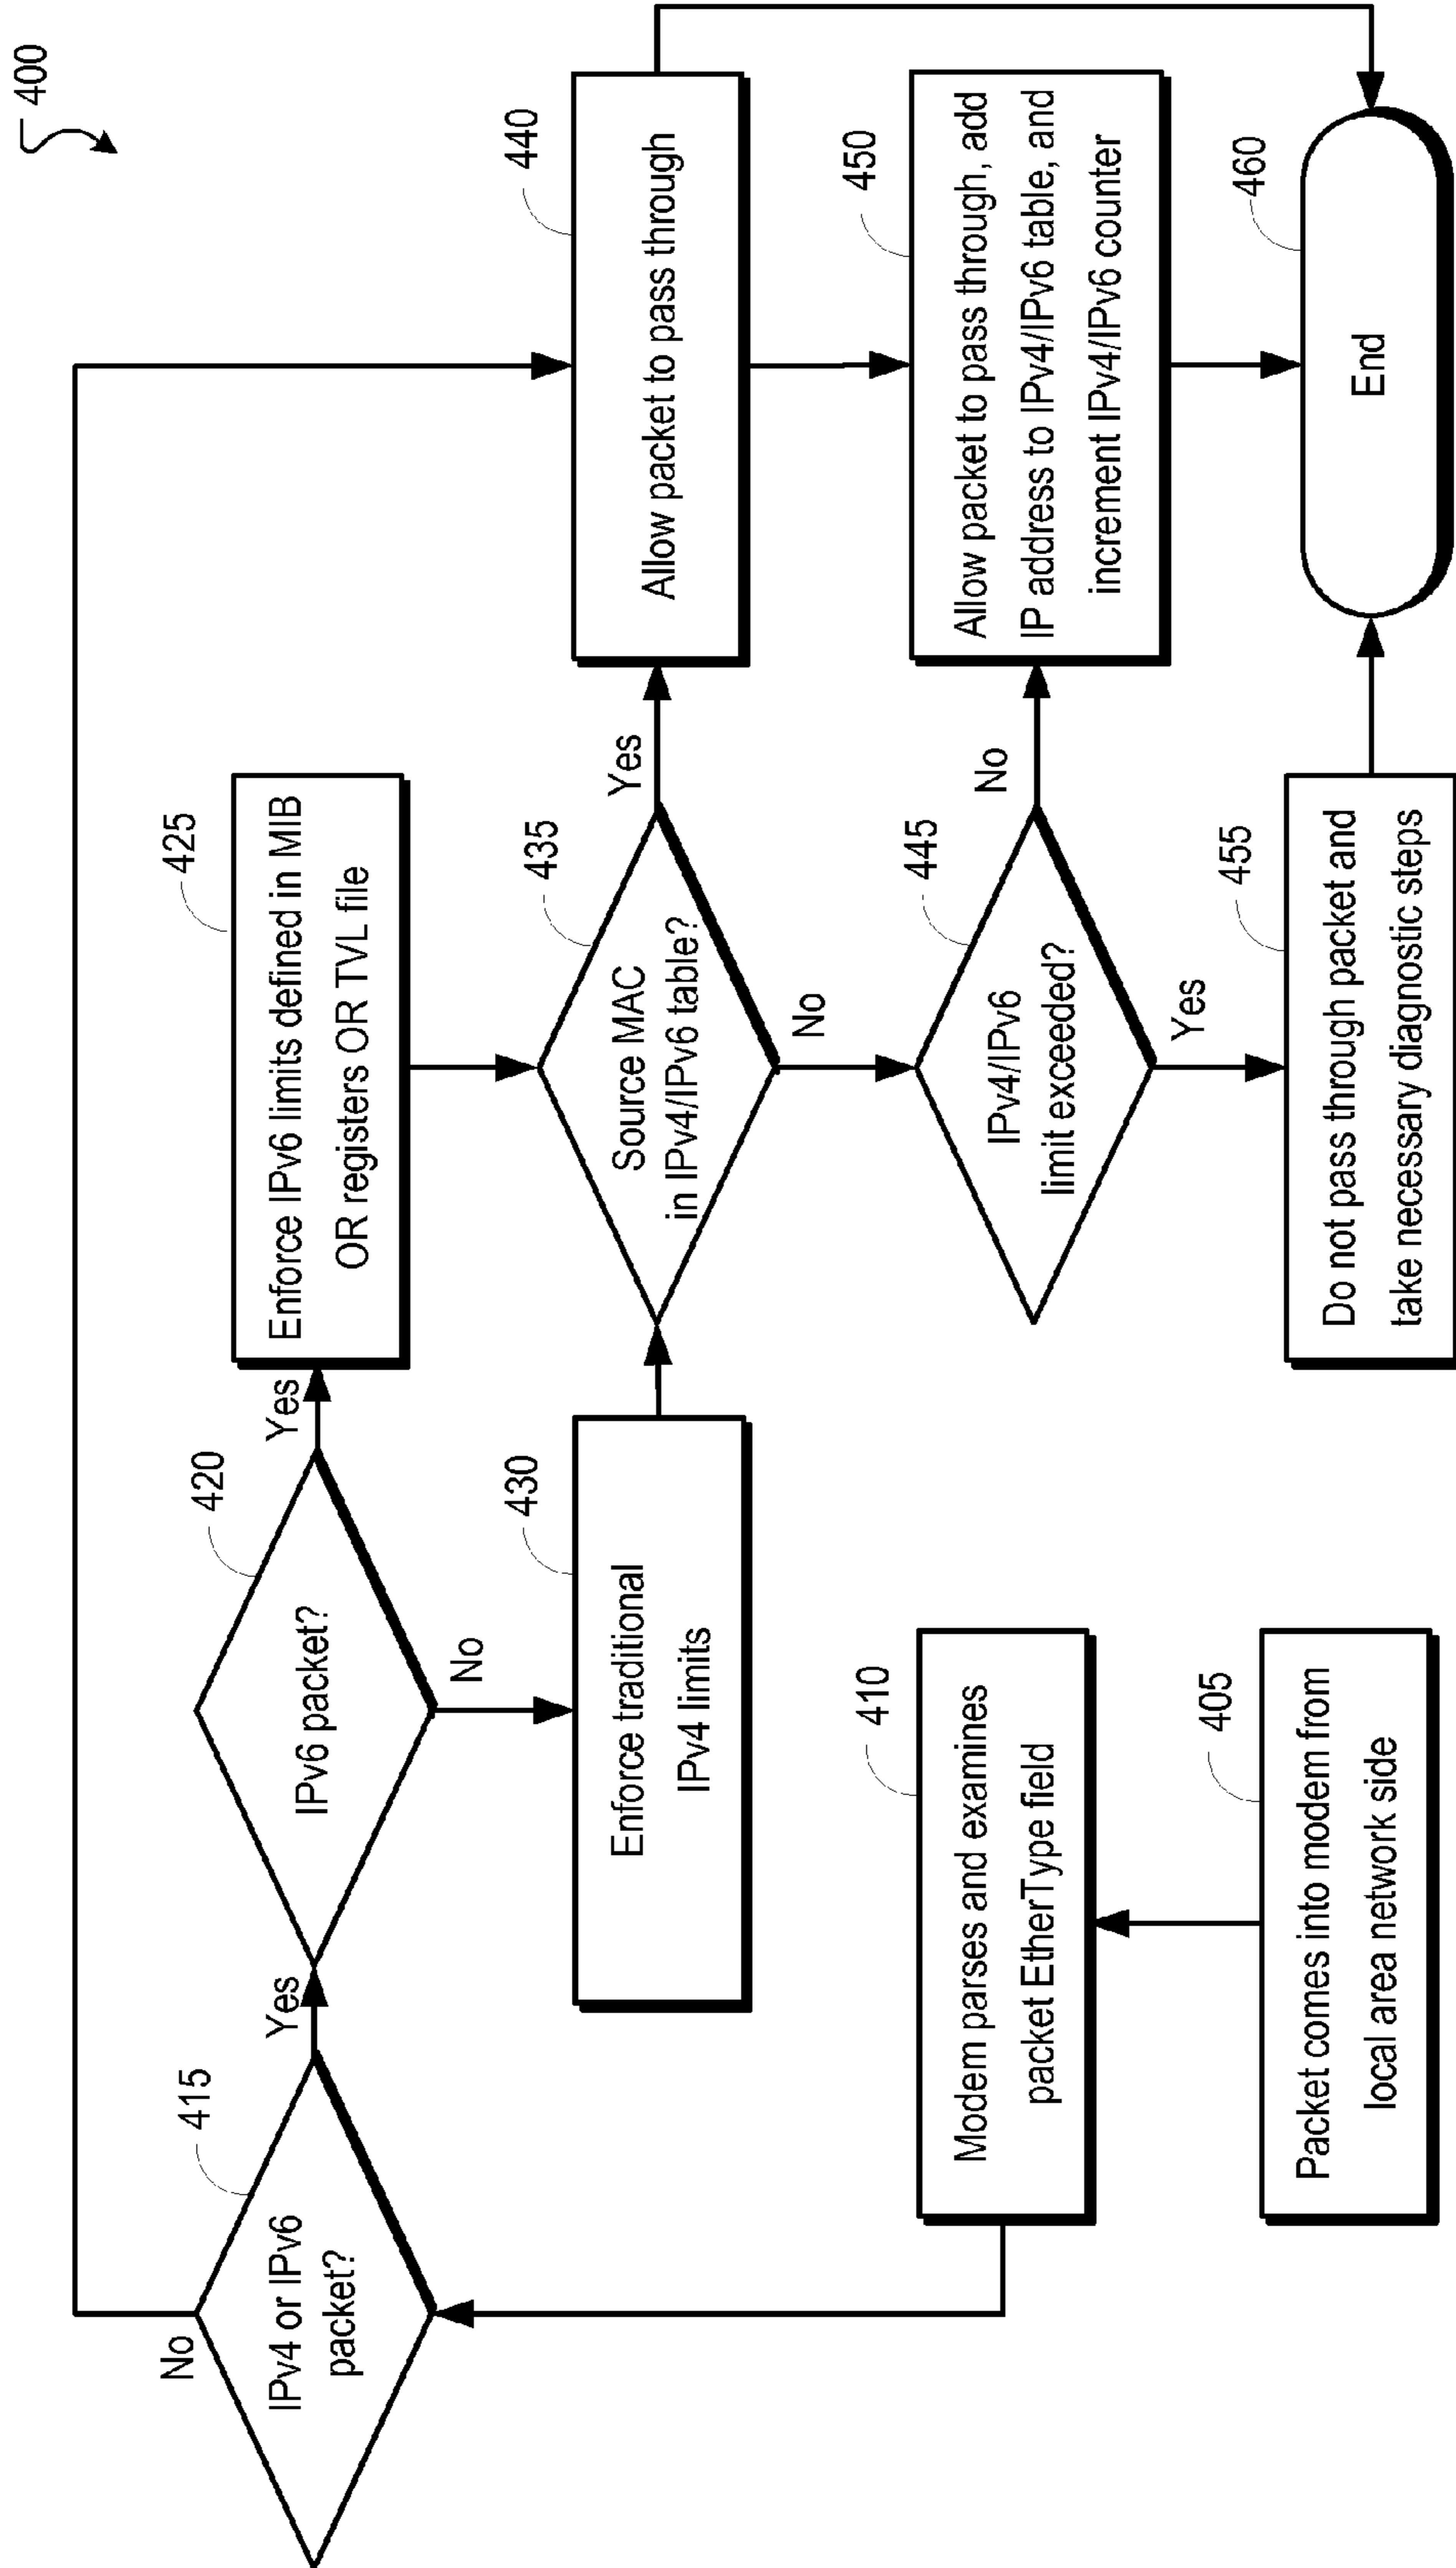 400
405
Packet comes into modem from
local area network side
410
Modem parses and examines
packet EtherType field
415
IPv4 or IPv6
packet?
No
Yes
420
IPv6 packet?
Yes
No
425
Enforce IPv6 limits defined in MIB
OR registers OR TVL file
430
Enforce traditional
IPv4 limits
435
Source MAC
in IPv4/IPv6 table?
Yes
No
440
Allow packet to pass through
445
IPv4/IPv6
limit exceeded?
No
Yes
450
Allow packet to pass through, add
IP address to IPv4/IPv6 table, and
increment IPv4/IPv6 counter
455
Do not pass through packet and
take necessary diagnostic steps
460
End